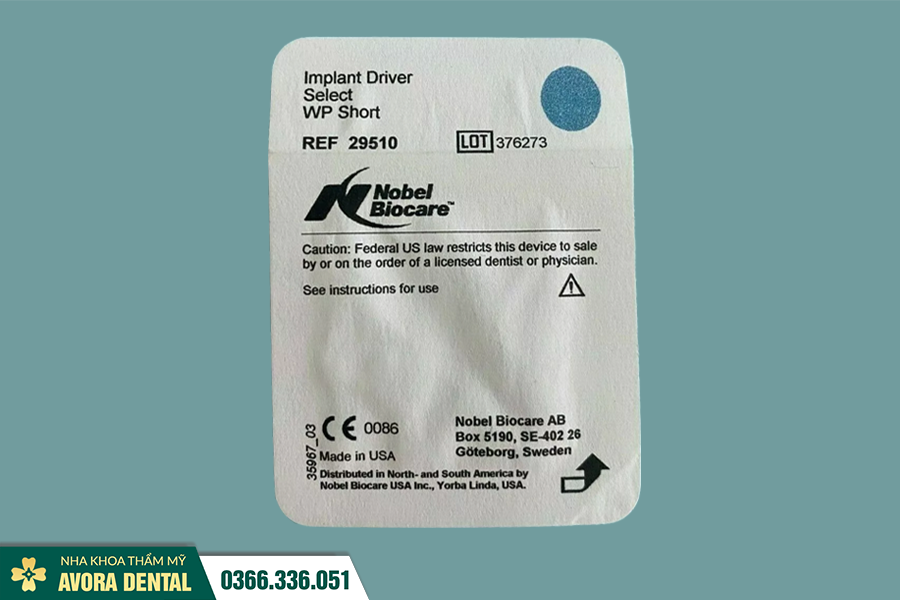 Implant Driver
Select
WP Short
REF 29510
LOT 376273
Nobel
Biocare™
Caution: Federal US law restricts this device to sale
by or on the order of a licensed dentist or physician.
See instructions for use
35967_03
CE 0086
Made in USA
Nobel Biocare AB
Box 5190, SE-402 26
Göteborg, Sweden
Distributed in North- and South America by
Nobel Biocare USA Inc., Yorba Linda, USA.
NHA KHOA THẨM MỸ
AVORA DENTAL
0366.336.051